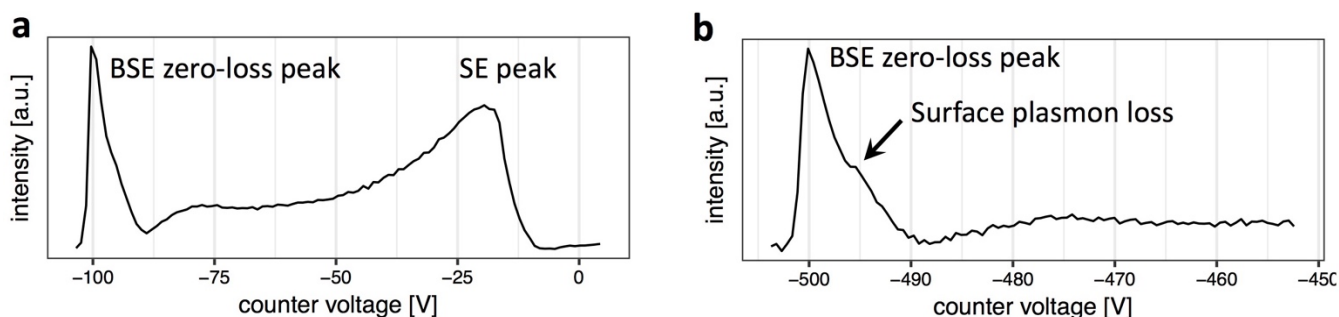 a
BSE zero-loss peak
SE peak
intensity [a.u.]
−100 −75 −50 −25 0
counter voltage [V]
b
BSE zero-loss peak
Surface plasmon loss
intensity [a.u.]
−500 −490 −480 −470 −460 −450
counter voltage [V]